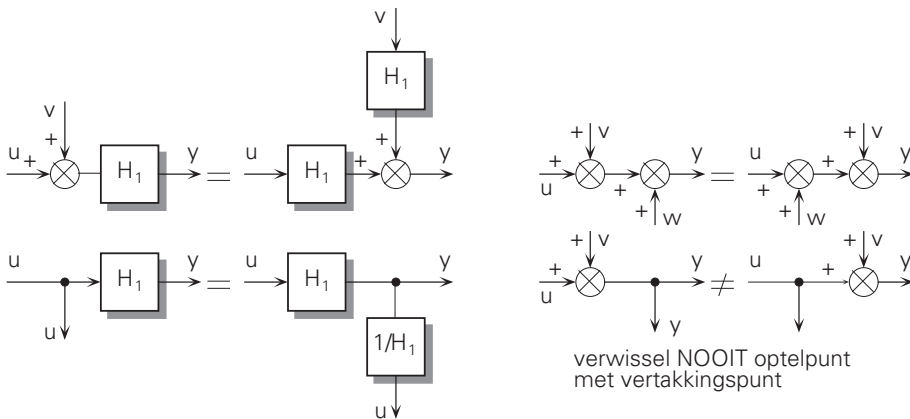 v
H₁
v
+
+
u
+
H₁
y
=
u
H₁
+
y
u
H₁
y
=
u
H₁
y
u
1/H₁
u
+
v
+
v
+
u
+
y
=
u
+
+
y
+
w
+
w
+
v
+
v
+
u
y
≠
u
+
y
y
verwissel NOOIT optelpunt
met vertakkingspunt